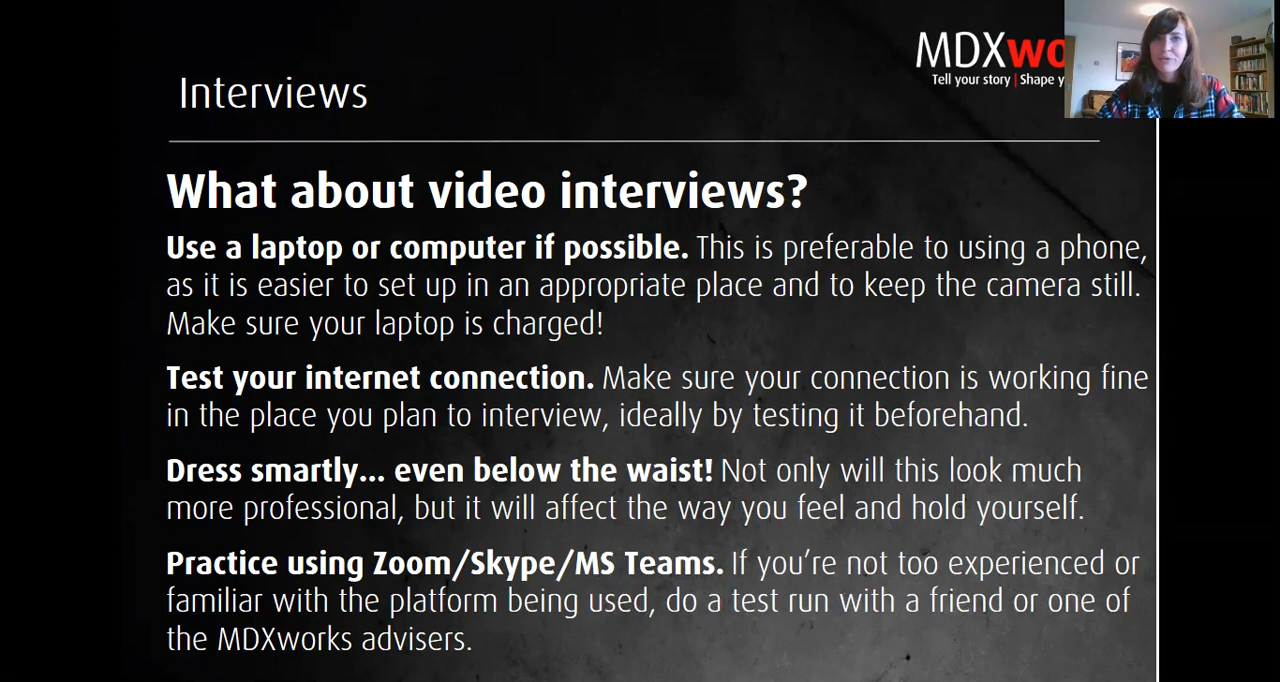 MDXwo
Tell your story | Shape y
Interviews
What about video interviews?
Use a laptop or computer if possible. This is preferable to using a phone,
as it is easier to set up in an appropriate place and to keep the camera still.
Make sure your laptop is charged!
Test your internet connection. Make sure your connection is working fine
in the place you plan to interview, ideally by testing it beforehand.
Dress smartly... even below the waist! Not only will this look much
more professional, but it will affect the way you feel and hold yourself.
Practice using Zoom/Skype/MS Teams. If you’re not too experienced or
familiar with the platform being used, do a test run with a friend or one of
the MDXworks advisers.